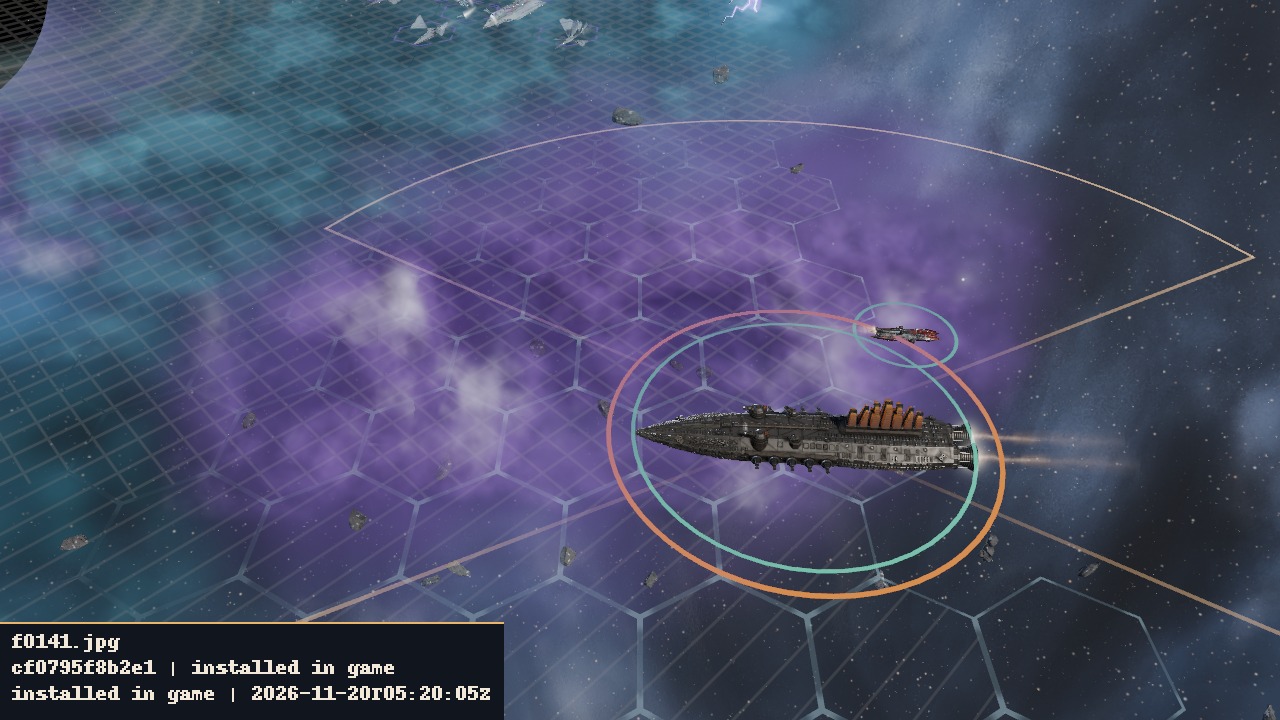 f0141.jpg
cf0795f8b2e1 | installed in game
installed in game | 2026-11-20T05:20:05Z